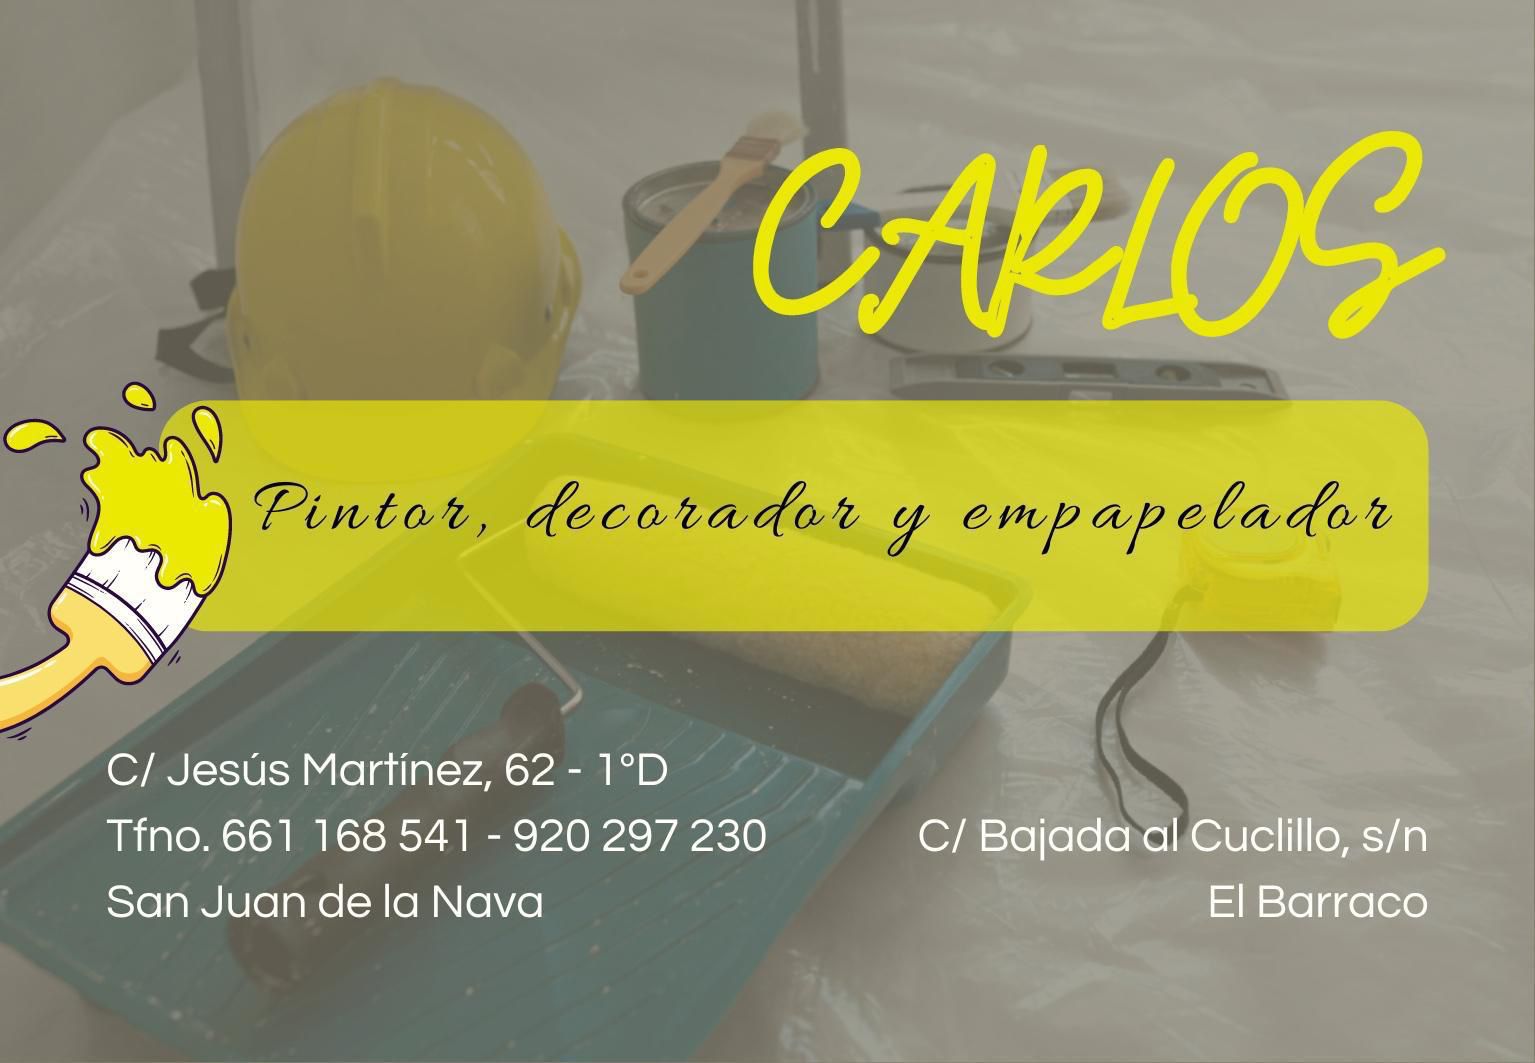 CARLOS
Pintor, decorador y empapelador
C/ Jesús Martínez, 62 - 1ºD
Tfno. 661 168 541 - 920 297 230
San Juan de la Nava
C/ Bajada al Cuclillo, s/n
El Barraco